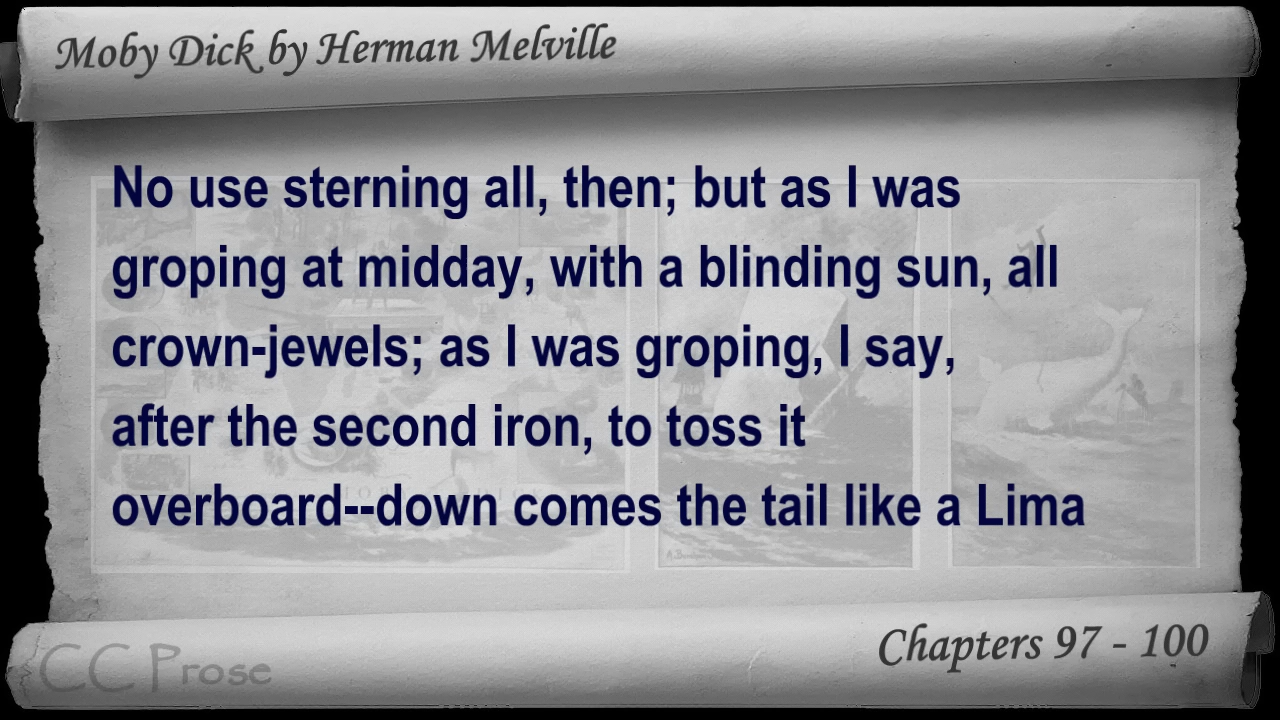 Moby Dick by Herman Melville
No use sterning all, then; but as I was
groping at midday, with a blinding sun, all
crown-jewels; as I was groping, I say,
after the second iron, to toss it
overboard--down comes the tail like a Lima
Chapters 97 - 100
CC Prose